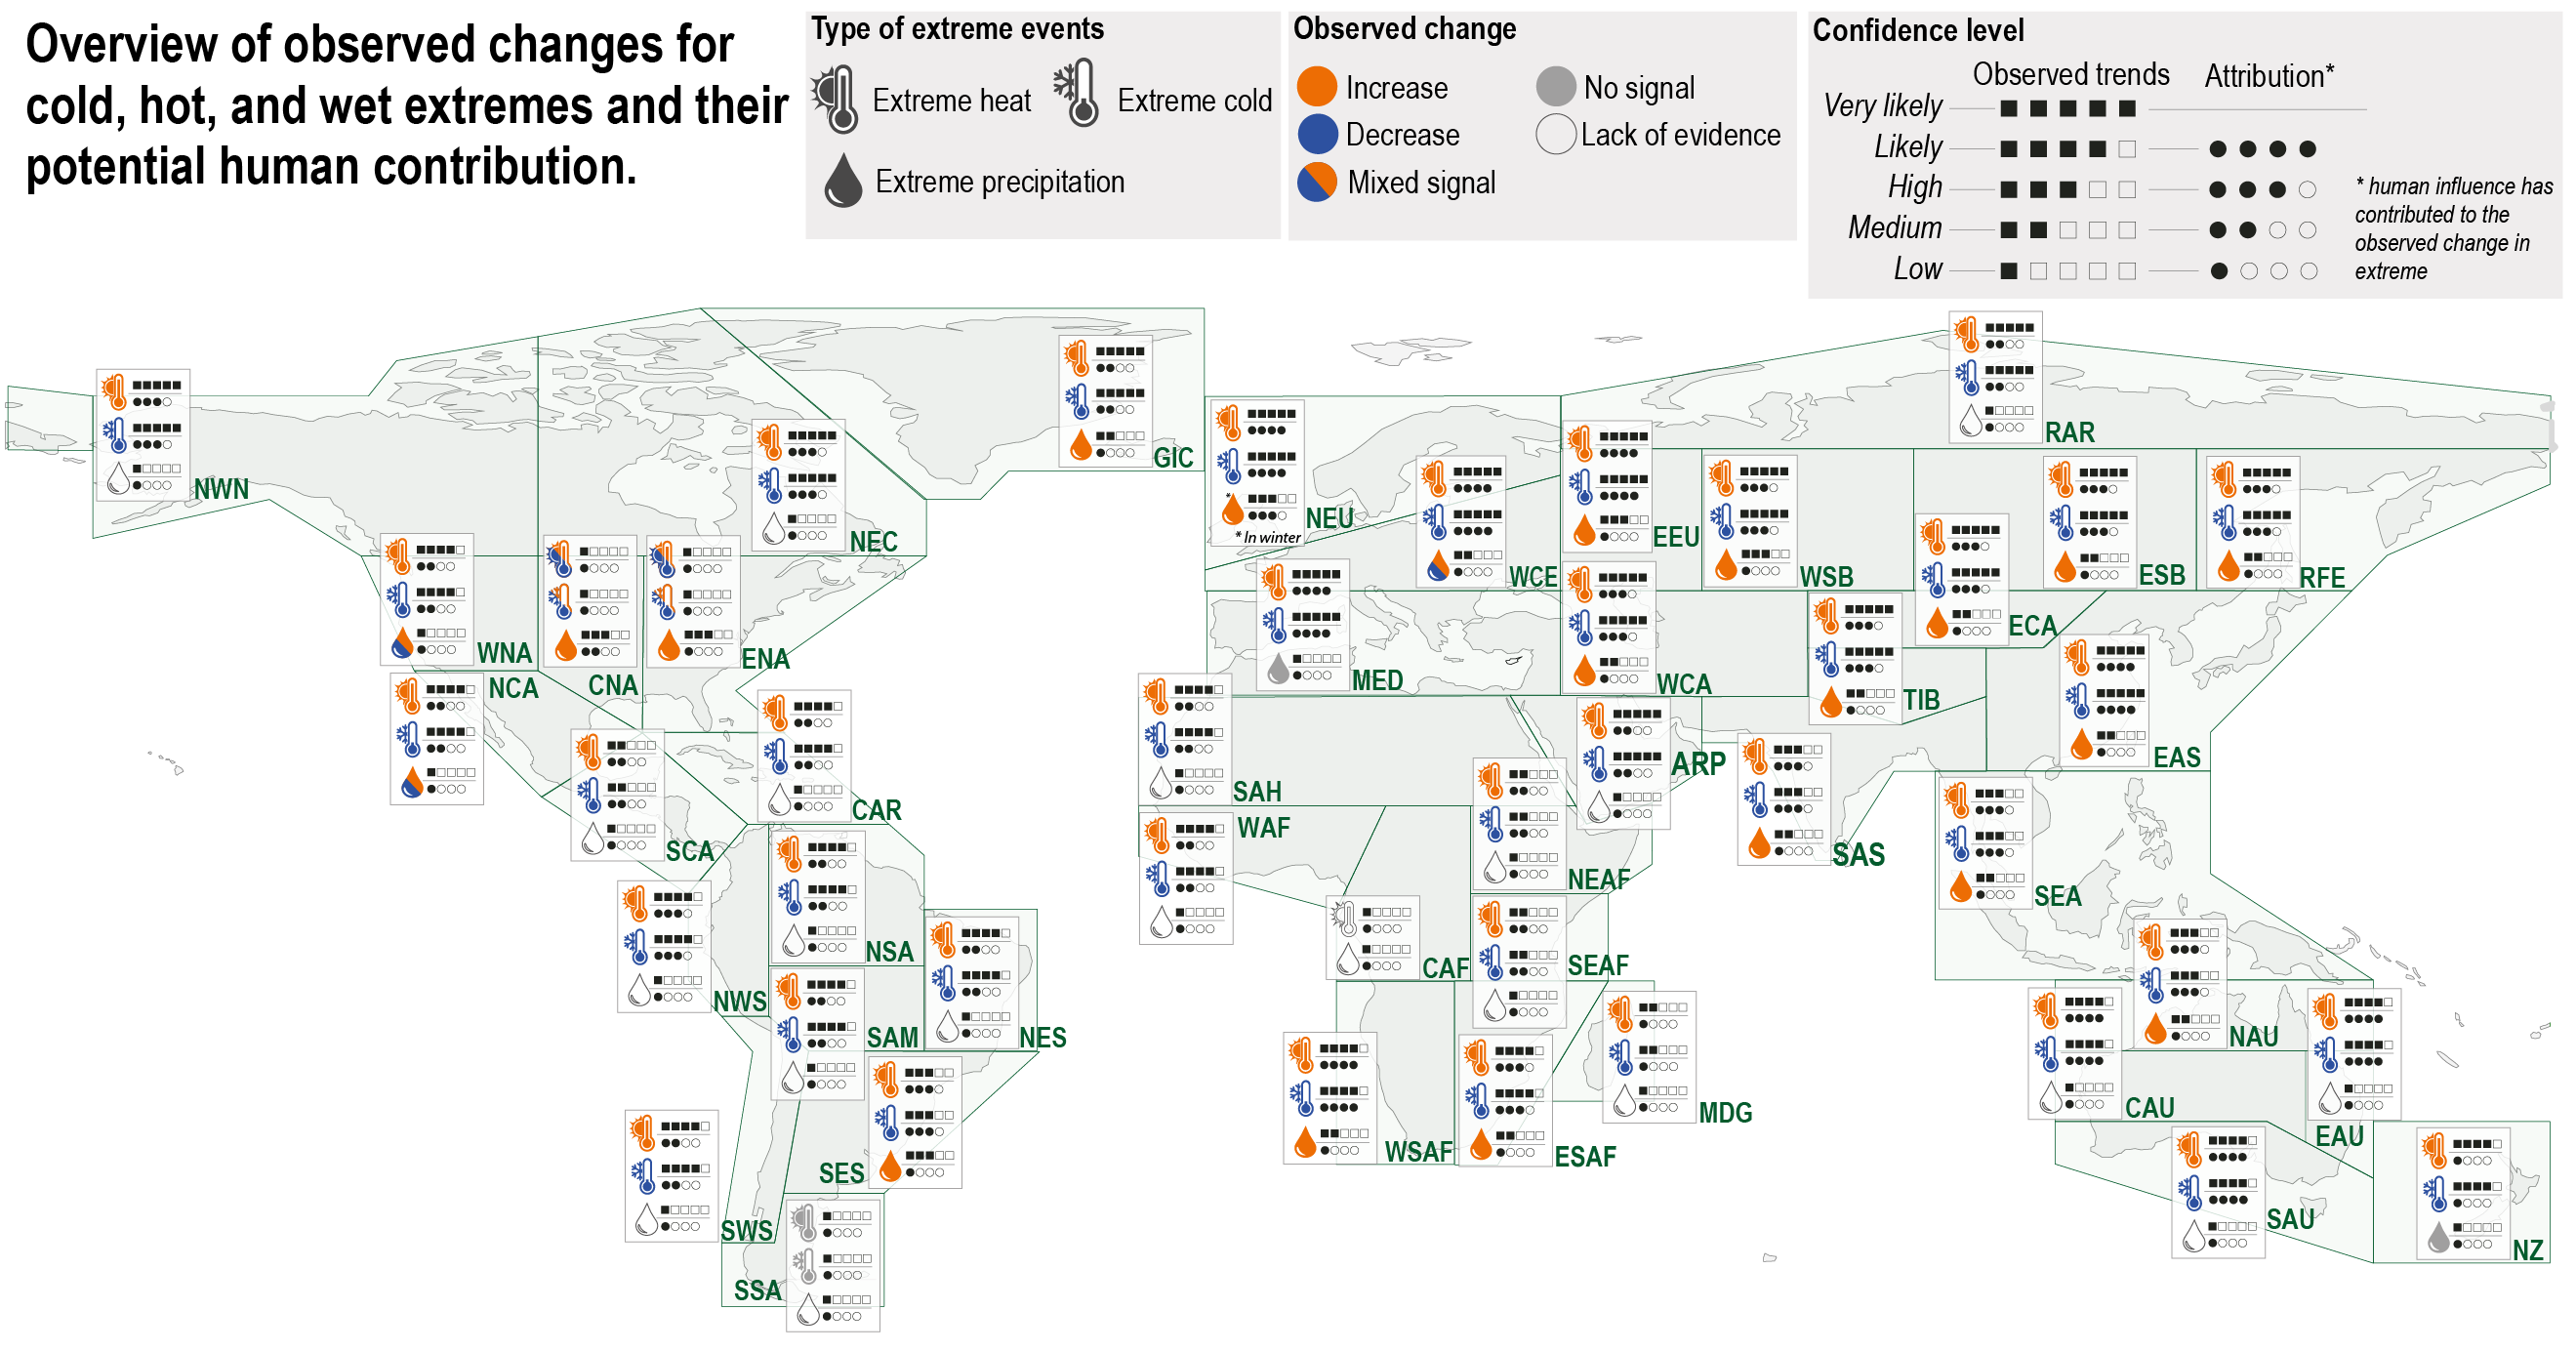 Overview of observed changes for
cold, hot, and wet extremes and their
potential human contribution.
Type of extreme events
Extreme heat
Extreme cold
Extreme precipitation
Observed change
Increase
Decrease
Mixed signal
No signal
Lack of evidence
Confidence level
Observed trends
Attribution*
Very likely
Likely
High
Medium
Low
* human influence has
contributed to the
observed change in
extreme
NWN
NEC
GIC
WNA
CNA
ENA
NCA
SCA
CAR
NWS
NSA
SAM
NES
SES
SWS
SSA
*
* In winter
NEU
WCE
EEU
MED
RAR
WSB
ESB
RFE
WCA
ECA
TIB
EAS
ARP
SAS
SEA
SAH
WAF
CAF
NEAF
SEAF
WSAF
ESAF
MDG
NAU
CAU
EAU
SAU
NZ